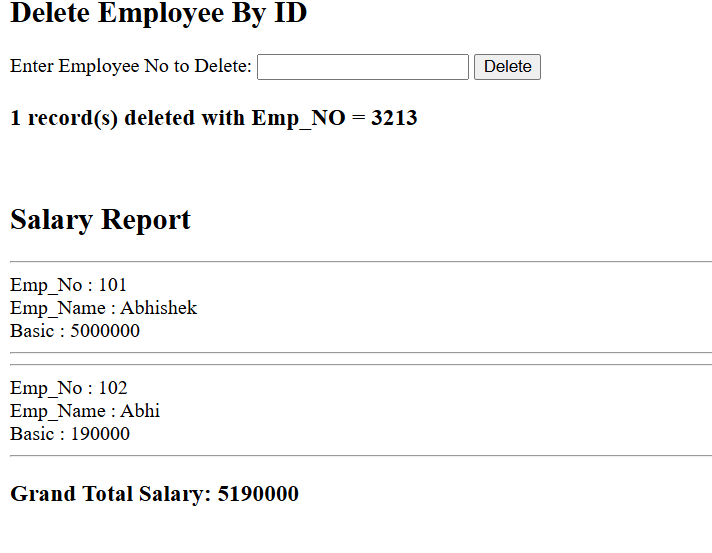 Delete Employee By ID
Enter Employee No to Delete: Delete
1 record(s) deleted with Emp_NO = 3213
Salary Report
Emp_No : 101
Emp_Name : Abhishek
Basic : 5000000
Emp_No : 102
Emp_Name : Abhi
Basic : 190000
Grand Total Salary: 5190000